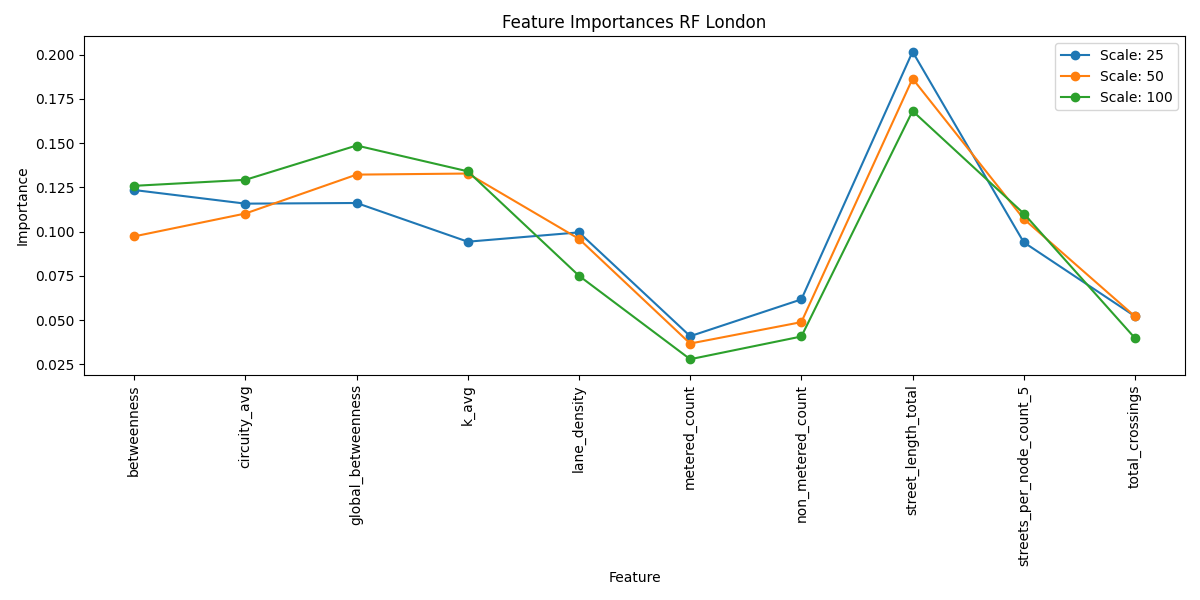 Feature Importances RF London
Importance
0.200
0.175
0.150
0.125
0.100
0.075
0.050
0.025
Scale: 25
Scale: 50
Scale: 100
betweenness
circuity_avg
global_betweenness
k_avg
lane_density
metered_count
non_metered_count
street_length_total
streets_per_node_count_5
total_crossings
Feature